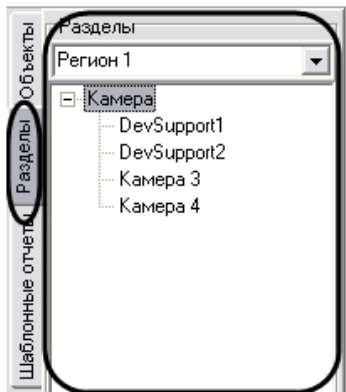 Объекты
Разделы
Шаблонные отчеты
Разделы
Регион 1
Камера
DevSupport1
DevSupport2
Камера 3
Камера 4